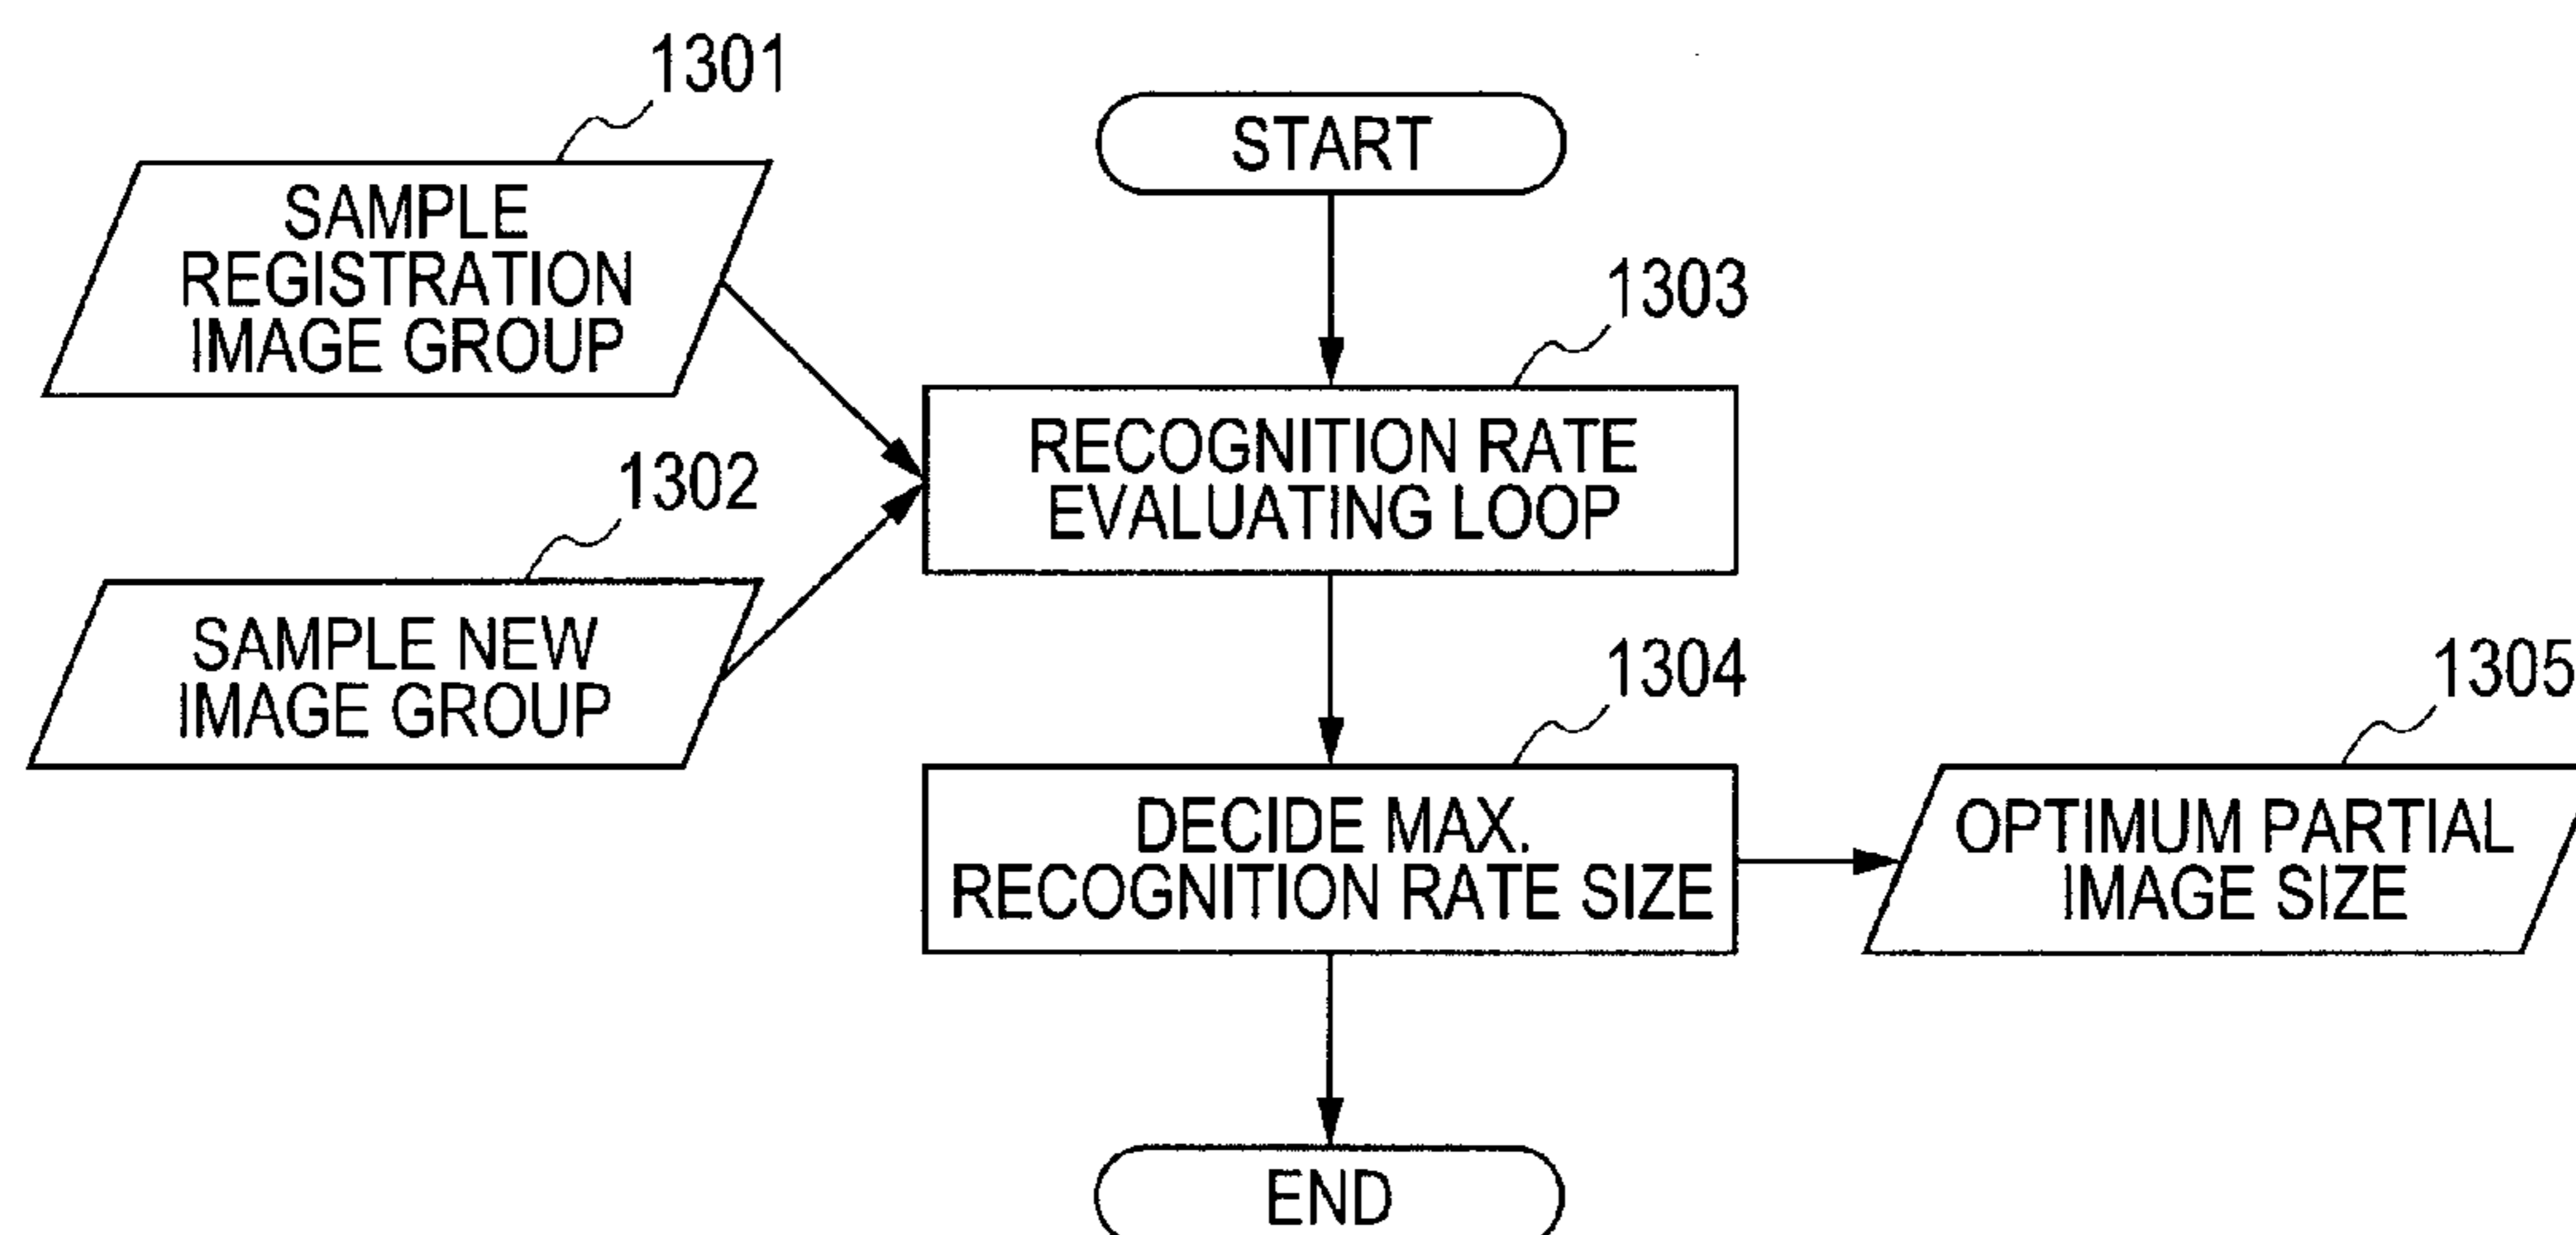 1301
START
SAMPLE
REGISTRATION
IMAGE GROUP
1303
RECOGNITION RATE
EVALUATING LOOP
1302
SAMPLE NEW
IMAGE GROUP
1304
DECIDE MAX.
RECOGNITION RATE SIZE
1305
OPTIMUM PARTIAL
IMAGE SIZE
END